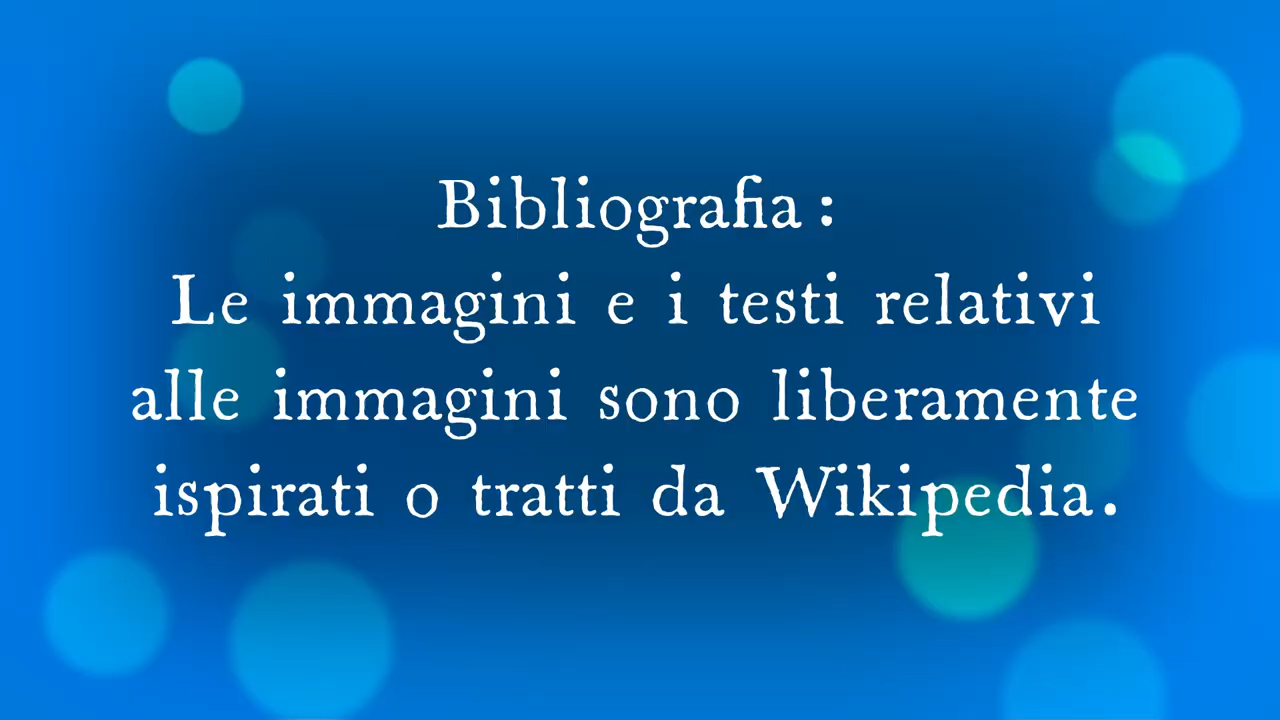 Bibliografia :
Le immagini e i testi relativi
alle immagini sono liberamente
ispirati o tratti da Wikipedia.